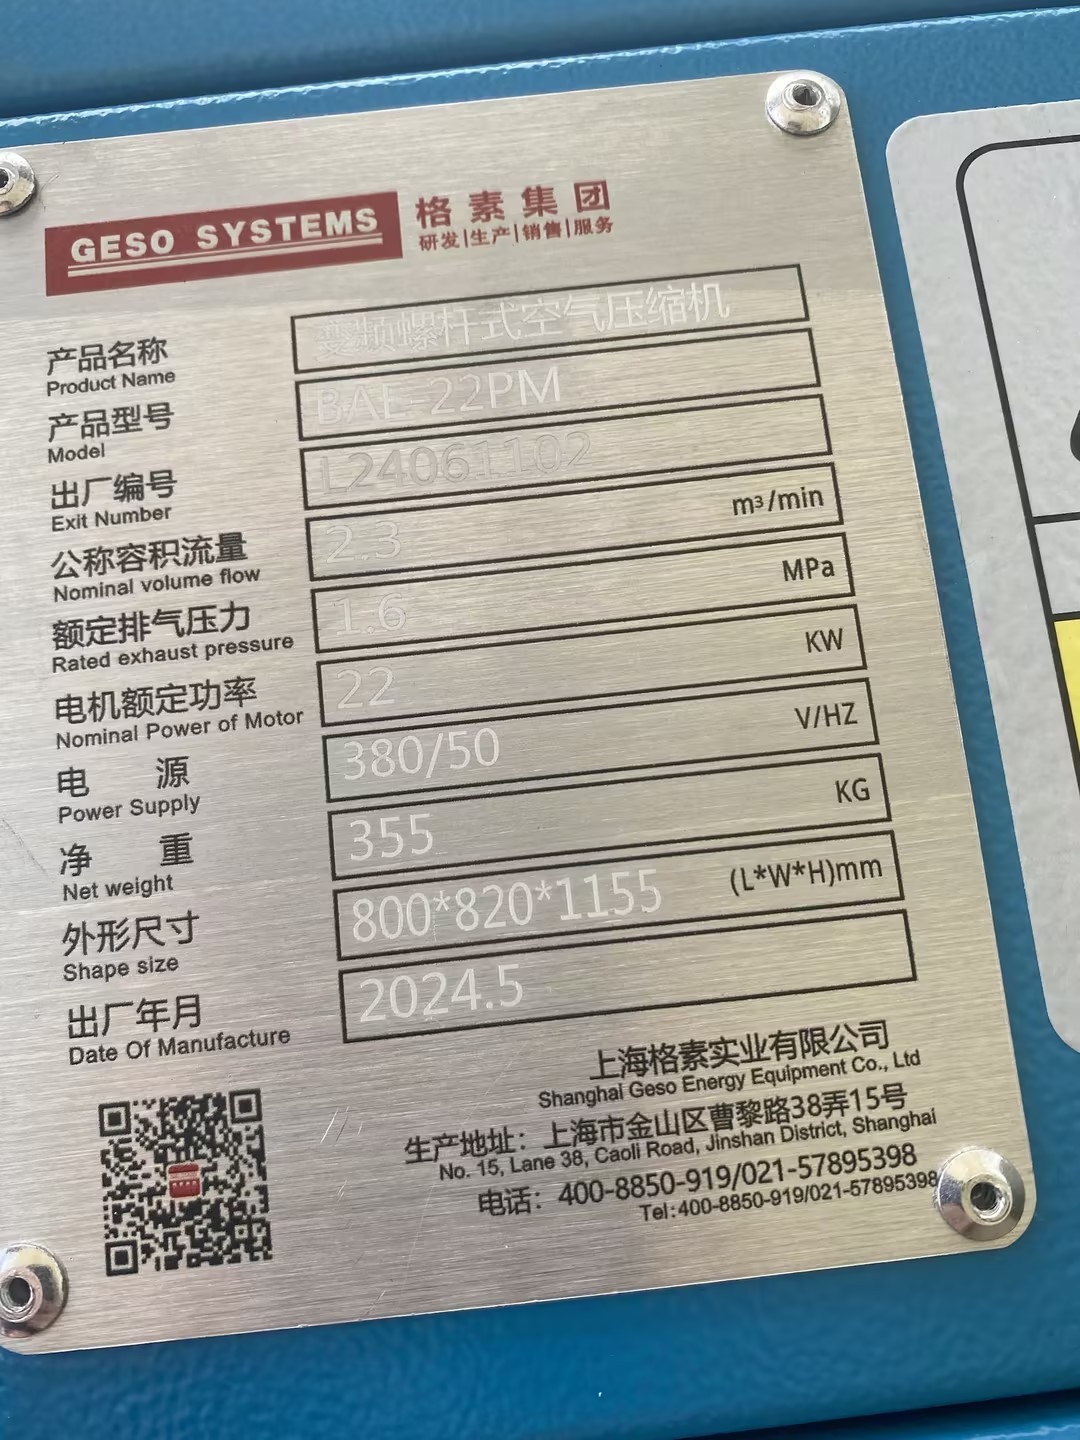 GESO SYSTEMS 格素集团
研发|生产|销售|服务
产品名称 变频螺杆式空气压缩机
Product Name
产品型号 BAE-22PM
Model
出厂编号 L24061102
Exit Number
公称容积流量 2.3 m³/min
Nominal volume flow
额定排气压力 1.6 MPa
Rated exhaust pressure
电机额定功率 22 KW
Nominal Power of Motor
电 源 380/50 V/HZ
Power Supply
净 重 355 KG
Net weight
外形尺寸 800*820*1155 (L*W*H)mm
Shape size
出厂年月 2024.5
Date Of Manufacture
上海格素实业有限公司
Shanghai Geso Energy Equipment Co., Ltd
生产地址：上海市金山区曹黎路38弄15号
No. 15, Lane 38, Caoli Road, Jinshan District, Shanghai
电话：400-8850-919/021-57895398
Tel:400-8850-919/021-57895398